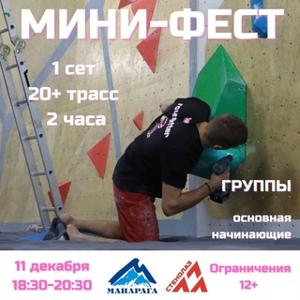 МИНИ-ФЕСТ
1 сет
20+ трасс
2 часа
ГРУППЫ
основная
начинающие
11 декабря
18:30-20:30
МАНАРАГА
СТЕНОЛАЗ
Ограничения
12+